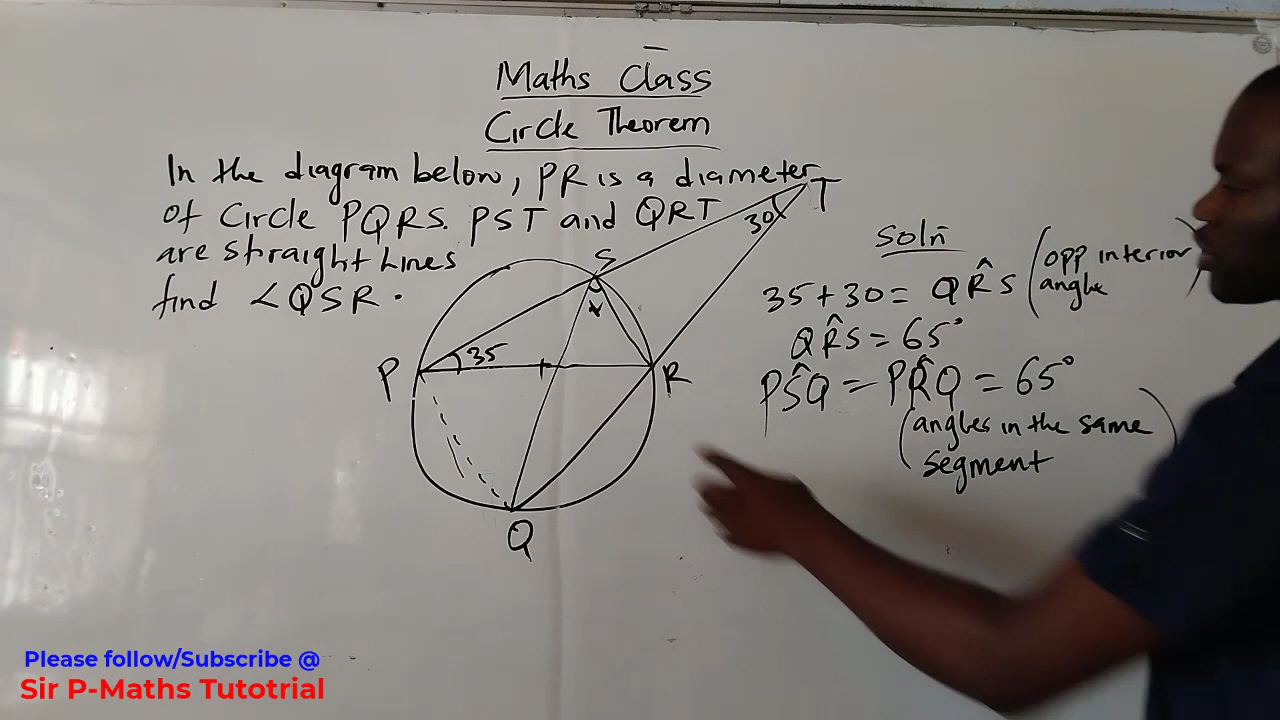 Maths Class
Circle Theorem
In the diagram below, PR is a diameter
of Circle PQRS. PST and QRT
are straight Lines
find <QSR.
T
30
S
x
P
35
R
Q
Soln
35+30 = QR̂S (opp interior angle)
QR̂S = 65°
PŜQ = PR̂Q = 65°
(angles in the same
segment)
Please follow/Subscribe @
Sir P-Maths Tutotrial